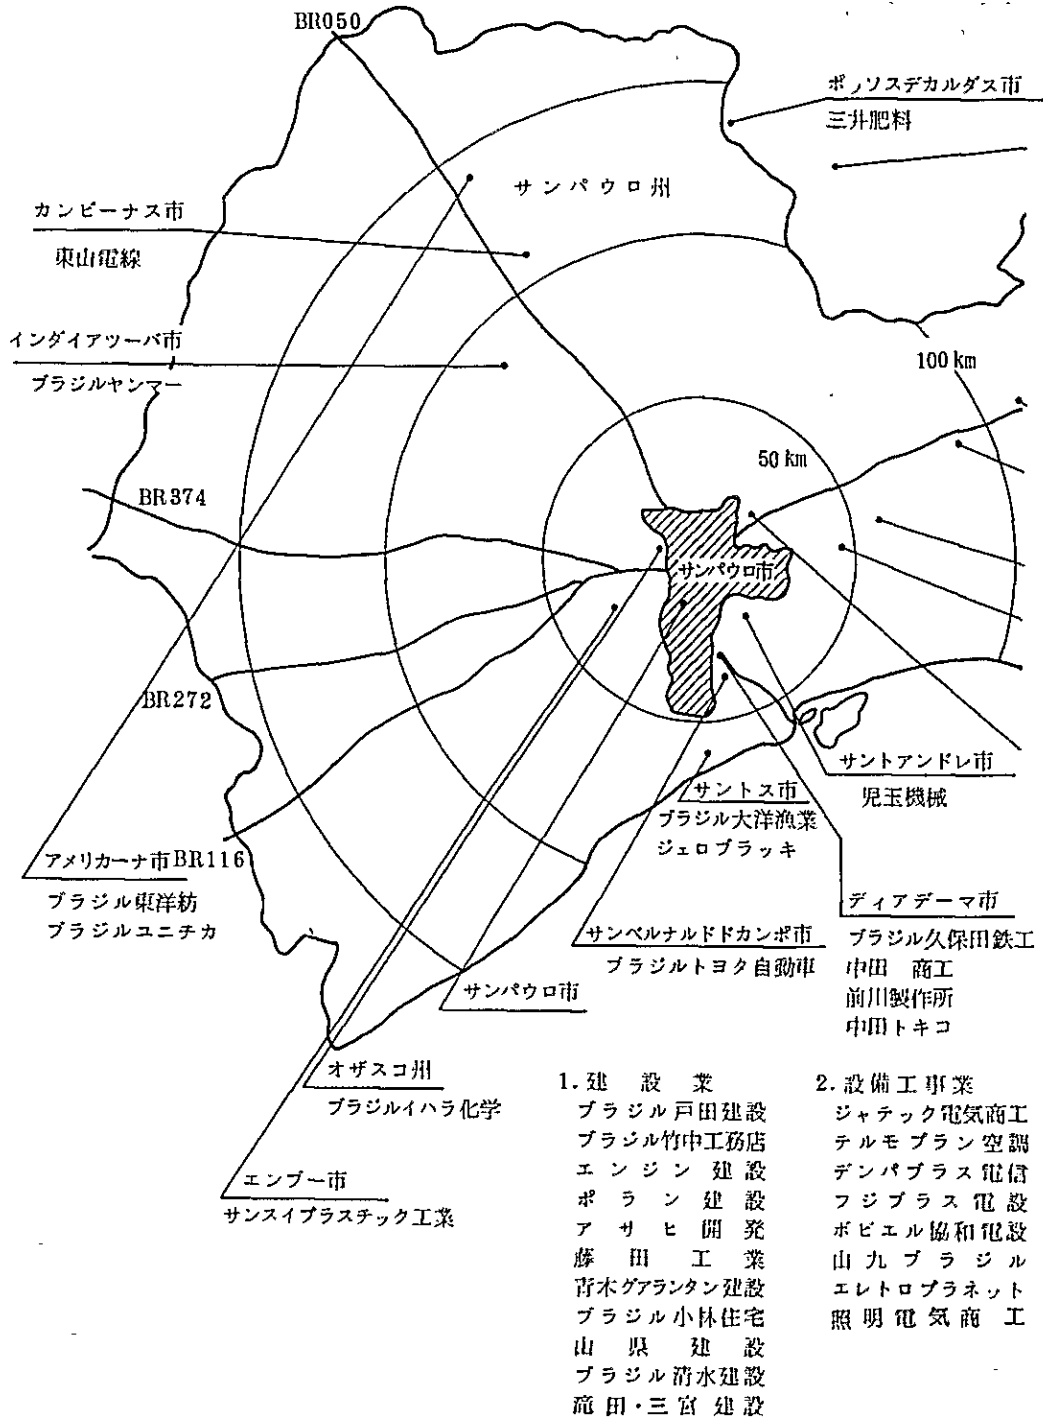 BR050
ポッソスデカルダス市
三井肥料
サンパウロ州
カンピーナス市
東山電線
インダイアツーバ市
ブラジルヤンマー
100km
50km
BR374
サンパウロ市
BR272
サントアンドレ市
児玉機械
サントス市
ブラジル大洋漁業
ジェロブラッキ
アメリカーナ市
BR116
ブラジル東洋紡
ブラジルユニチカ
ディアデーマ市
ブラジル久保田鉄工
中田 商工
前川製作所
中田トキコ
サンベルナルドドカンポ市
ブラジルトヨタ自動車
サンパウロ市
オザスコ州
ブラジルイハラ化学
エンブー市
サンスイプラスチック工業
1. 建設業
ブラジル戸田建設
ブラジル竹中工務店
エンジン建設
ポラン建設
アサヒ開発
藤田工業
青木グアランタン建設
ブラジル小林住宅
山県建設
ブラジル清水建設
滝田・三宮建設
2. 設備工事業
ジャテック電気商工
テルモブラン空調
デンパブラス電信
フジブラス電設
ボビエル協和電設
山九ブラジル
エレトロプラネット
照明電気商工